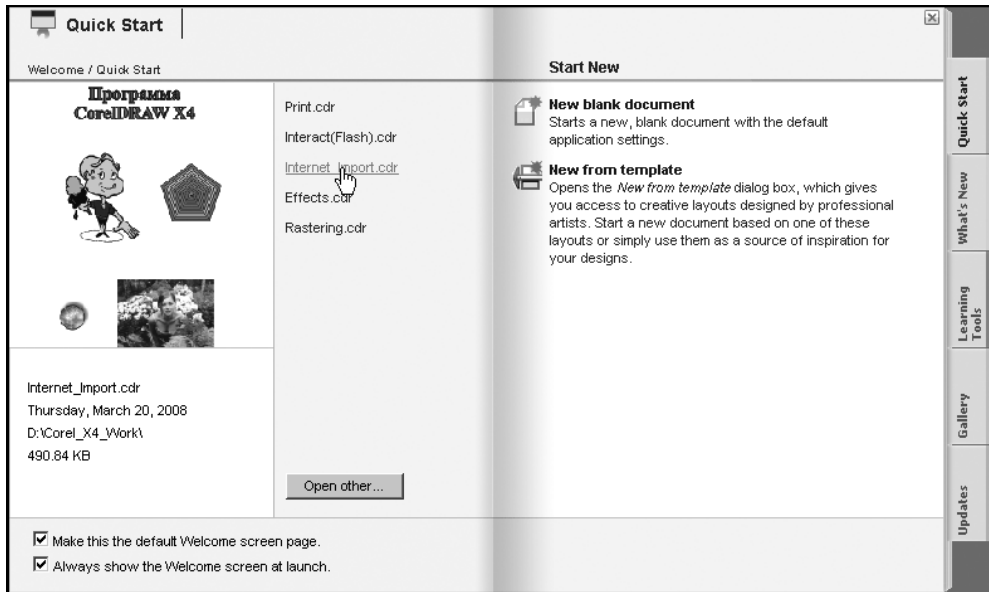 Quick Start
Welcome / Quick Start
Программа
CorelDRAW X4
Internet_Import.cdr
Thursday, March 20, 2008
D:\Corel_X4_Work\
490.84 KB
Print.cdr
Interact(Flash).cdr
Internet_Import.cdr
Effects.cdr
Rastering.cdr
Open other...
Start New
New blank document
Starts a new, blank document with the default
application settings.
New from template
Opens the New from template dialog box, which gives
you access to creative layouts designed by professional
artists. Start a new document based on one of these
layouts or simply use them as a source of inspiration for
your designs.
Quick Start
What's New
Learning
Tools
Gallery
Updates
Make this the default Welcome screen page.
Always show the Welcome screen at launch.